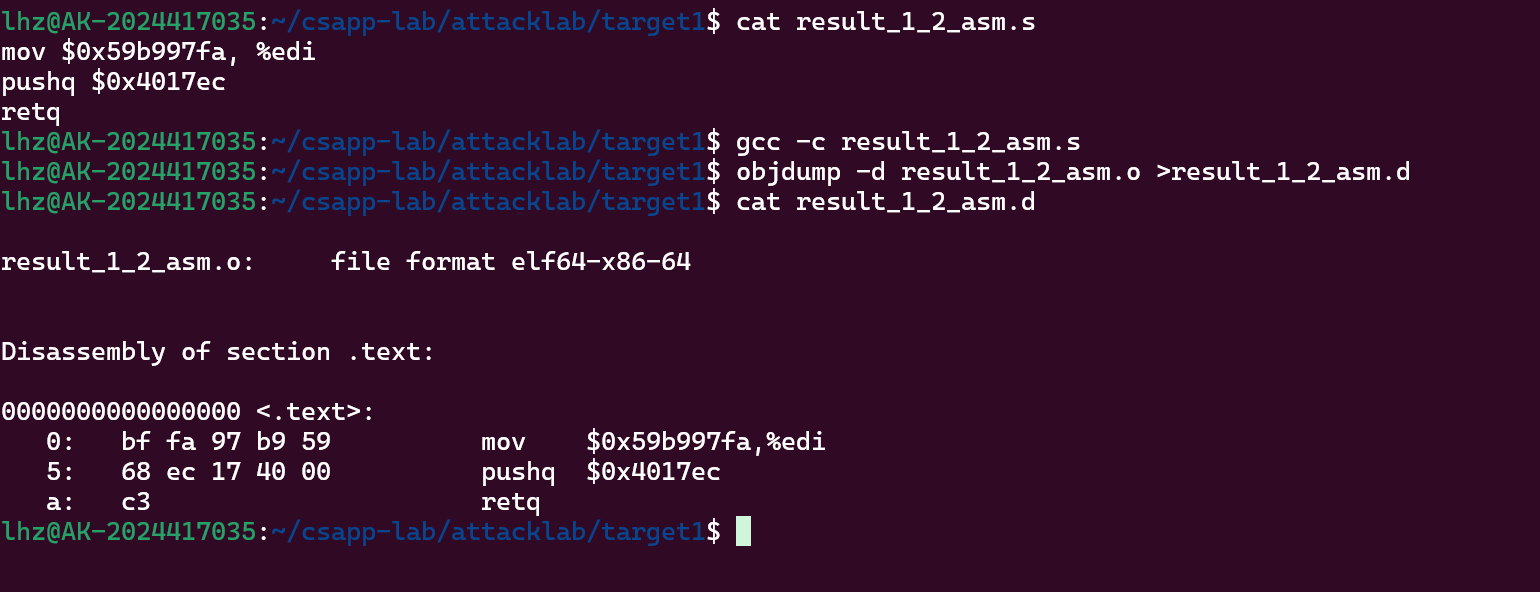 lhz@AK-2024417035:~/csapp-lab/attacklab/target1$ cat result_1_2_asm.s
mov $0x59b997fa, %edi
pushq $0x4017ec
retq
lhz@AK-2024417035:~/csapp-lab/attacklab/target1$ gcc -c result_1_2_asm.s
lhz@AK-2024417035:~/csapp-lab/attacklab/target1$ objdump -d result_1_2_asm.o >result_1_2_asm.d
lhz@AK-2024417035:~/csapp-lab/attacklab/target1$ cat result_1_2_asm.d
result_1_2_asm.o:     file format elf64-x86-64
Disassembly of section .text:
0000000000000000 <.text>:
   0:   bf fa 97 b9 59          mov    $0x59b997fa,%edi
   5:   68 ec 17 40 00          pushq  $0x4017ec
   a:   c3                      retq
lhz@AK-2024417035:~/csapp-lab/attacklab/target1$